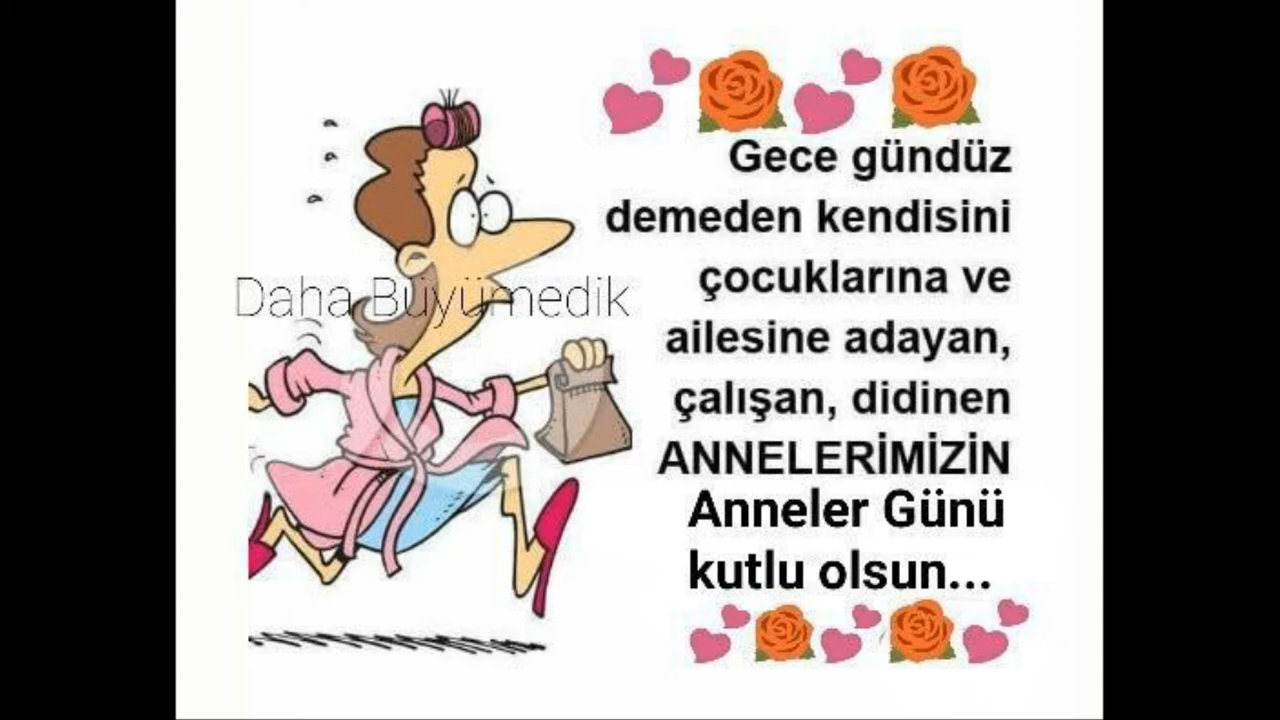 Gece gündüz
demeden kendisini
çocuklarına ve
ailesine adayan,
çalışan, didinen
ANNELERİMİZİN
Anneler Günü
kutlu olsun...
Daha Büyümedik